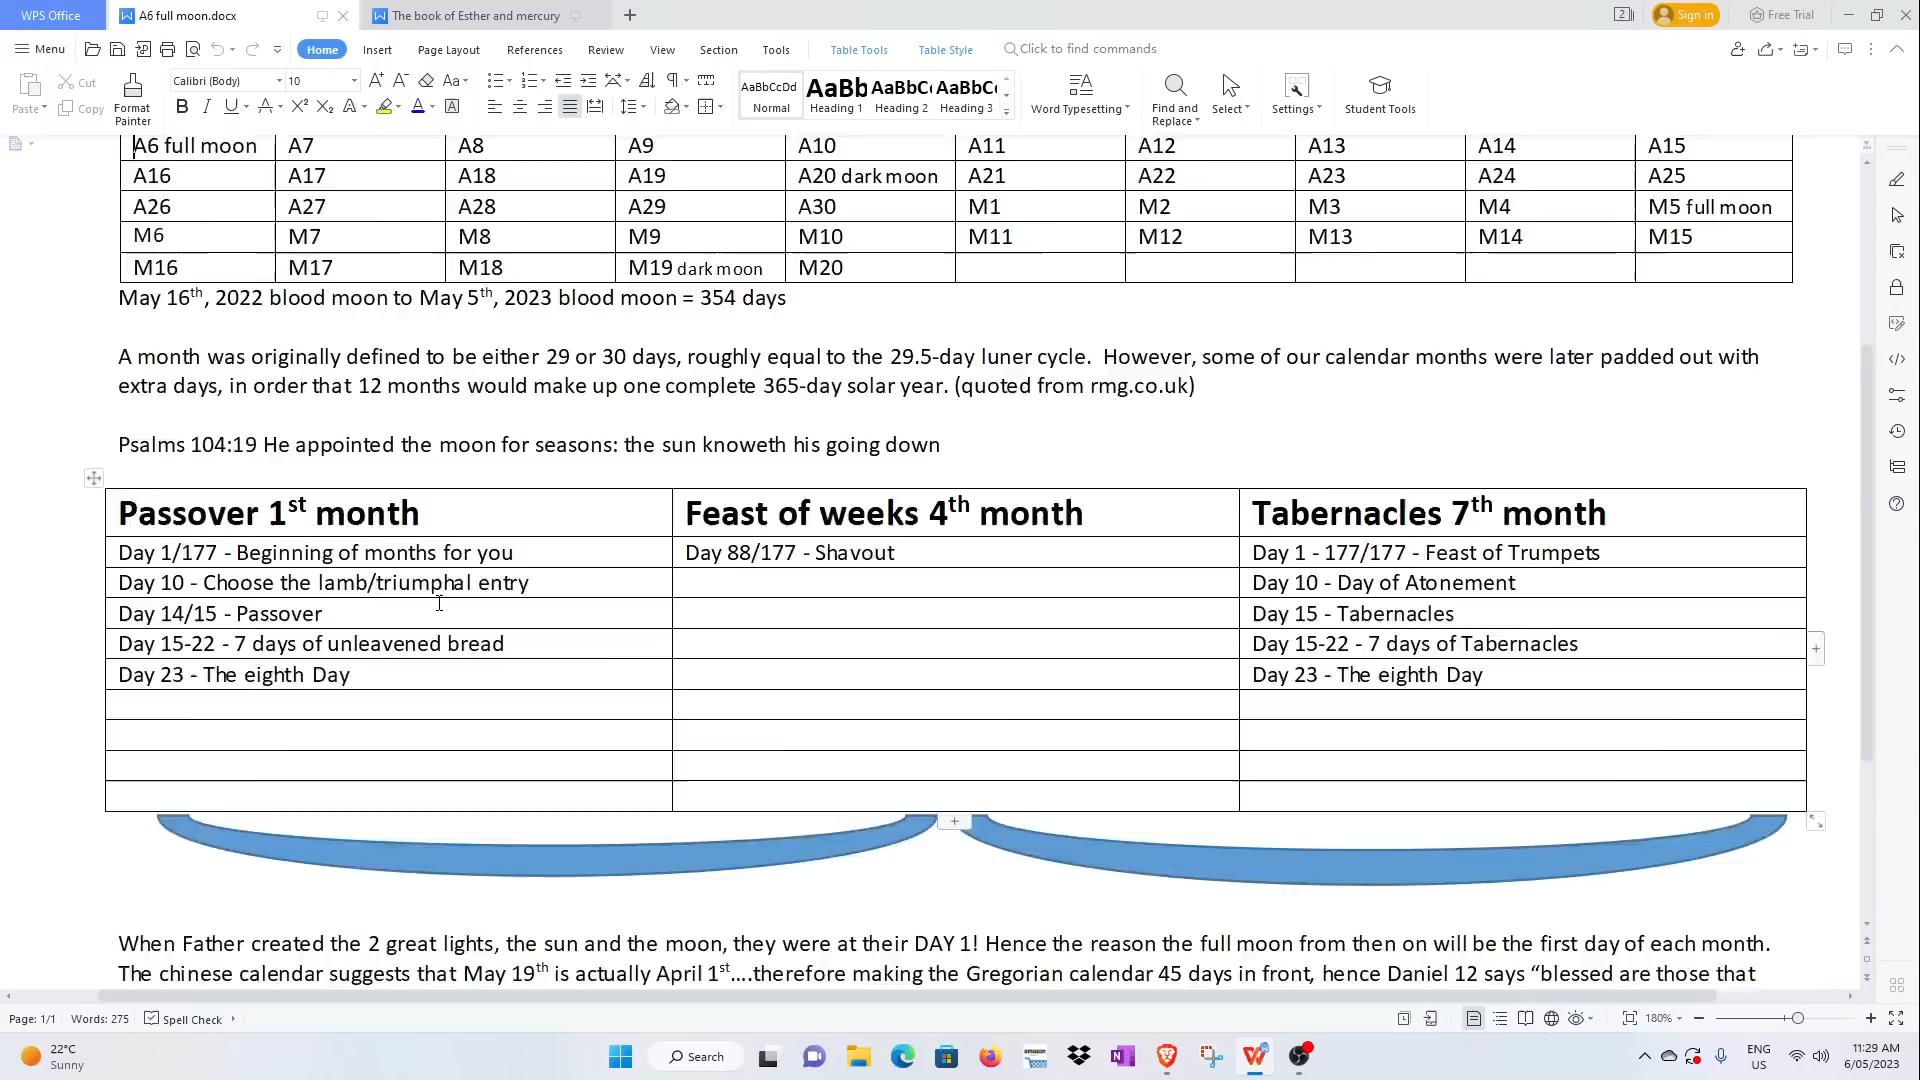 WPS Office
A6 full moon.docx
The book of Esther and mercury
Sign in
Free Trial
Menu
Home
Insert
Page Layout
References
Review
View
Section
Tools
Table Tools
Table Style
Click to find commands
Paste
Cut
Copy
Format Painter
Calibri (Body)
10
AaBbCcDd
Normal
AaBb
Heading 1
AaBbC
Heading 2
AaBbC
Heading 3
Word Typesetting
Find and Replace
Select
Settings
Student Tools
A6 full moon A7 A8 A9 A10 A11 A12 A13 A14 A15
A16 A17 A18 A19 A20 dark moon A21 A22 A23 A24 A25
A26 A27 A28 A29 A30 M1 M2 M3 M4 M5 full moon
M6 M7 M8 M9 M10 M11 M12 M13 M14 M15
M16 M17 M18 M19 dark moon M20
May 16th, 2022 blood moon to May 5th, 2023 blood moon = 354 days
A month was originally defined to be either 29 or 30 days, roughly equal to the 29.5-day luner cycle. However, some of our calendar months were later padded out with
extra days, in order that 12 months would make up one complete 365-day solar year. (quoted from rmg.co.uk)
Psalms 104:19 He appointed the moon for seasons: the sun knoweth his going down
Passover 1st month Feast of weeks 4th month Tabernacles 7th month
Day 1/177 - Beginning of months for you Day 88/177 - Shavout Day 1 - 177/177 - Feast of Trumpets
Day 10 - Choose the lamb/triumphal entry Day 10 - Day of Atonement
Day 14/15 - Passover Day 15 - Tabernacles
Day 15-22 - 7 days of unleavened bread Day 15-22 - 7 days of Tabernacles
Day 23 - The eighth Day Day 23 - The eighth Day
When Father created the 2 great lights, the sun and the moon, they were at their DAY 1! Hence the reason the full moon from then on will be the first day of each month.
The chinese calendar suggests that May 19th is actually April 1st....therefore making the Gregorian calendar 45 days in front, hence Daniel 12 says “blessed are those that
Page: 1/1 Words: 275 Spell Check 180%
22°C
Sunny
Search
ENG
US
11:29 AM
6/05/2023